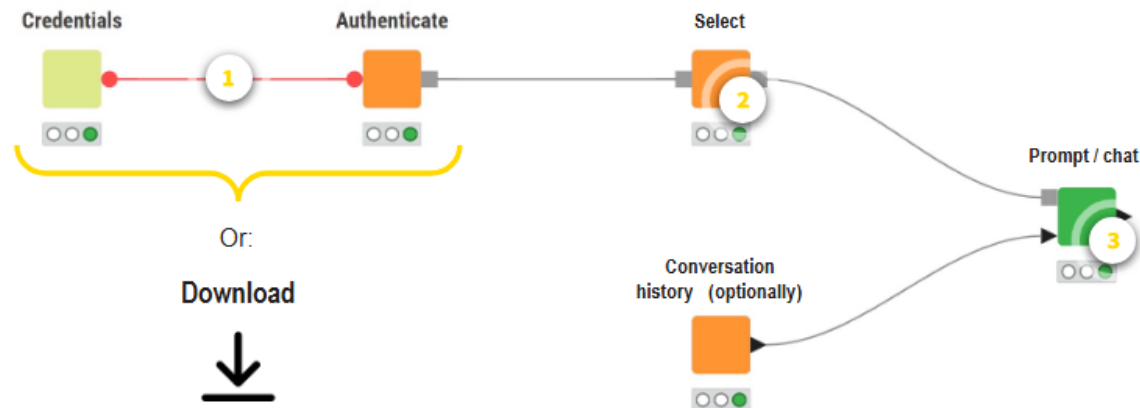 Credentials
Authenticate
Select
1
2
Prompt / chat
3
Or:
Download
Conversation
history (optionally)